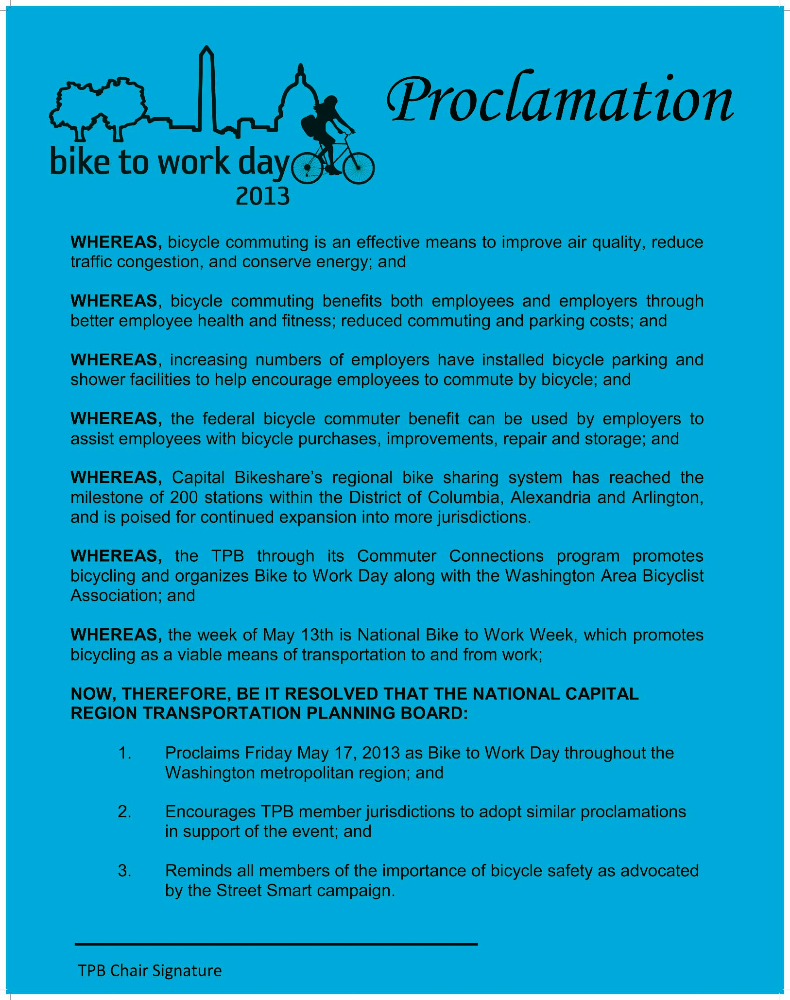 Proclamation
bike to work day
2013
WHEREAS, bicycle commuting is an effective means to improve air quality, reduce
traffic congestion, and conserve energy; and
WHEREAS, bicycle commuting benefits both employees and employers through
better employee health and fitness; reduced commuting and parking costs; and
WHEREAS, increasing numbers of employers have installed bicycle parking and
shower facilities to help encourage employees to commute by bicycle; and
WHEREAS, the federal bicycle commuter benefit can be used by employers to
assist employees with bicycle purchases, improvements, repair and storage; and
WHEREAS, Capital Bikeshare’s regional bike sharing system has reached the
milestone of 200 stations within the District of Columbia, Alexandria and Arlington,
and is poised for continued expansion into more jurisdictions.
WHEREAS, the TPB through its Commuter Connections program promotes
bicycling and organizes Bike to Work Day along with the Washington Area Bicyclist
Association; and
WHEREAS, the week of May 13th is National Bike to Work Week, which promotes
bicycling as a viable means of transportation to and from work;
NOW, THEREFORE, BE IT RESOLVED THAT THE NATIONAL CAPITAL
REGION TRANSPORTATION PLANNING BOARD:
1. Proclaims Friday May 17, 2013 as Bike to Work Day throughout the
Washington metropolitan region; and
2. Encourages TPB member jurisdictions to adopt similar proclamations
in support of the event; and
3. Reminds all members of the importance of bicycle safety as advocated
by the Street Smart campaign.
TPB Chair Signature